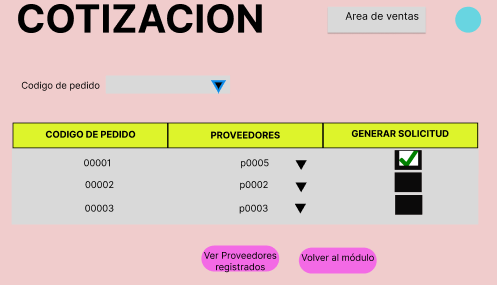 COTIZACION
Area de ventas
Codigo de pedido
CODIGO DE PEDIDO PROVEEDORES GENERAR SOLICITUD
00001 p0005
00002 p0002
00003 p0003
Ver Proveedores
registrados
Volver al módulo